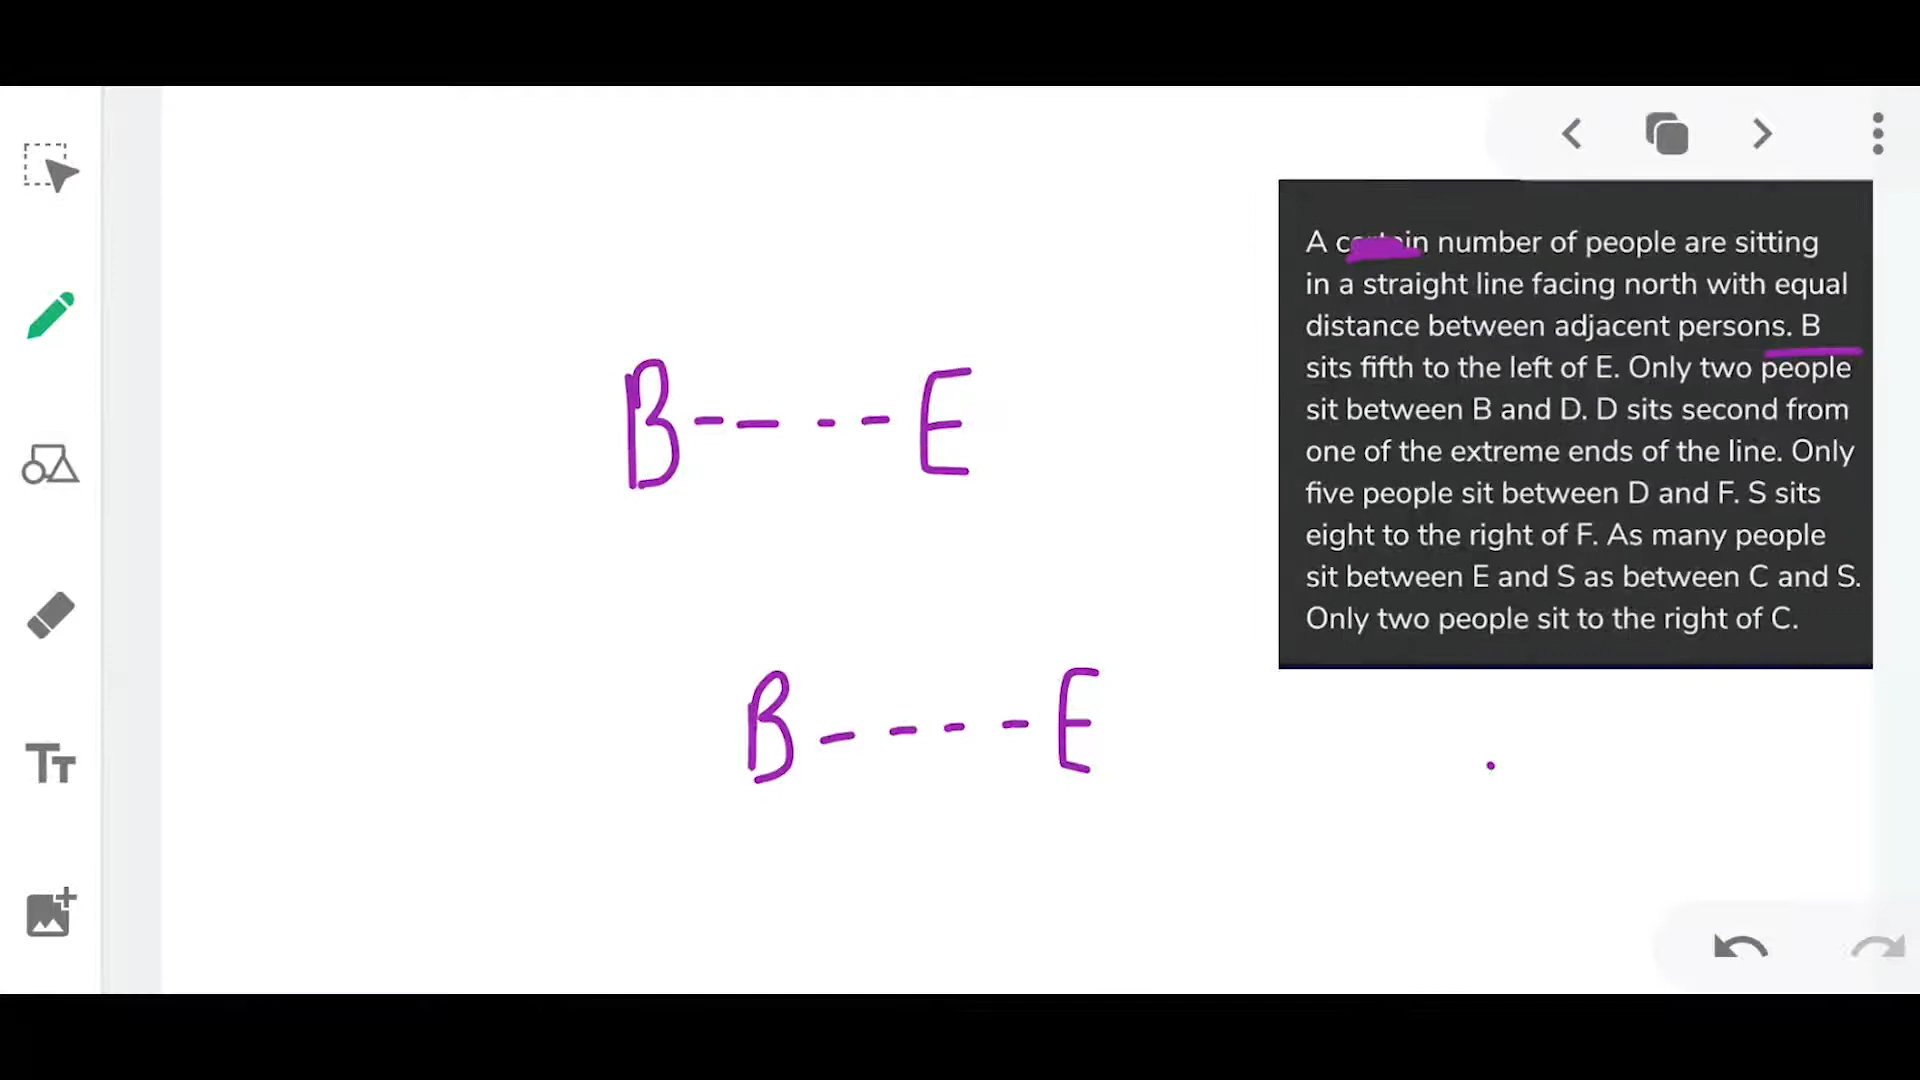 A certain number of people are sitting
in a straight line facing north with equal
distance between adjacent persons. B
sits fifth to the left of E. Only two people
sit between B and D. D sits second from
one of the extreme ends of the line. Only
five people sit between D and F. S sits
eight to the right of F. As many people
sit between E and S as between C and S.
Only two people sit to the right of C.
B - - - - E
B - - - - E
TT